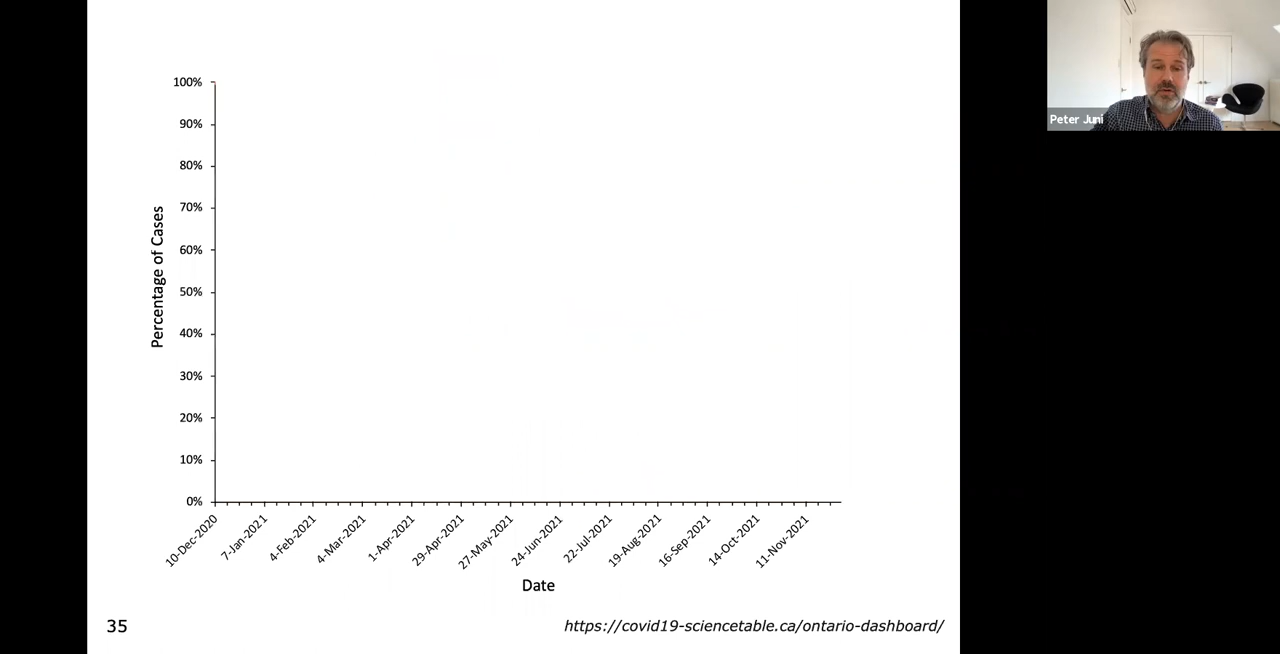 100%
90%
80%
70%
60%
50%
40%
30%
20%
10%
0%
Percentage of Cases
10-Dec-2020
7-Jan-2021
4-Feb-2021
4-Mar-2021
1-Apr-2021
29-Apr-2021
27-May-2021
24-Jun-2021
22-Jul-2021
19-Aug-2021
16-Sep-2021
14-Oct-2021
11-Nov-2021
Date
35
https://covid19-sciencetable.ca/ontario-dashboard/
Peter Juni